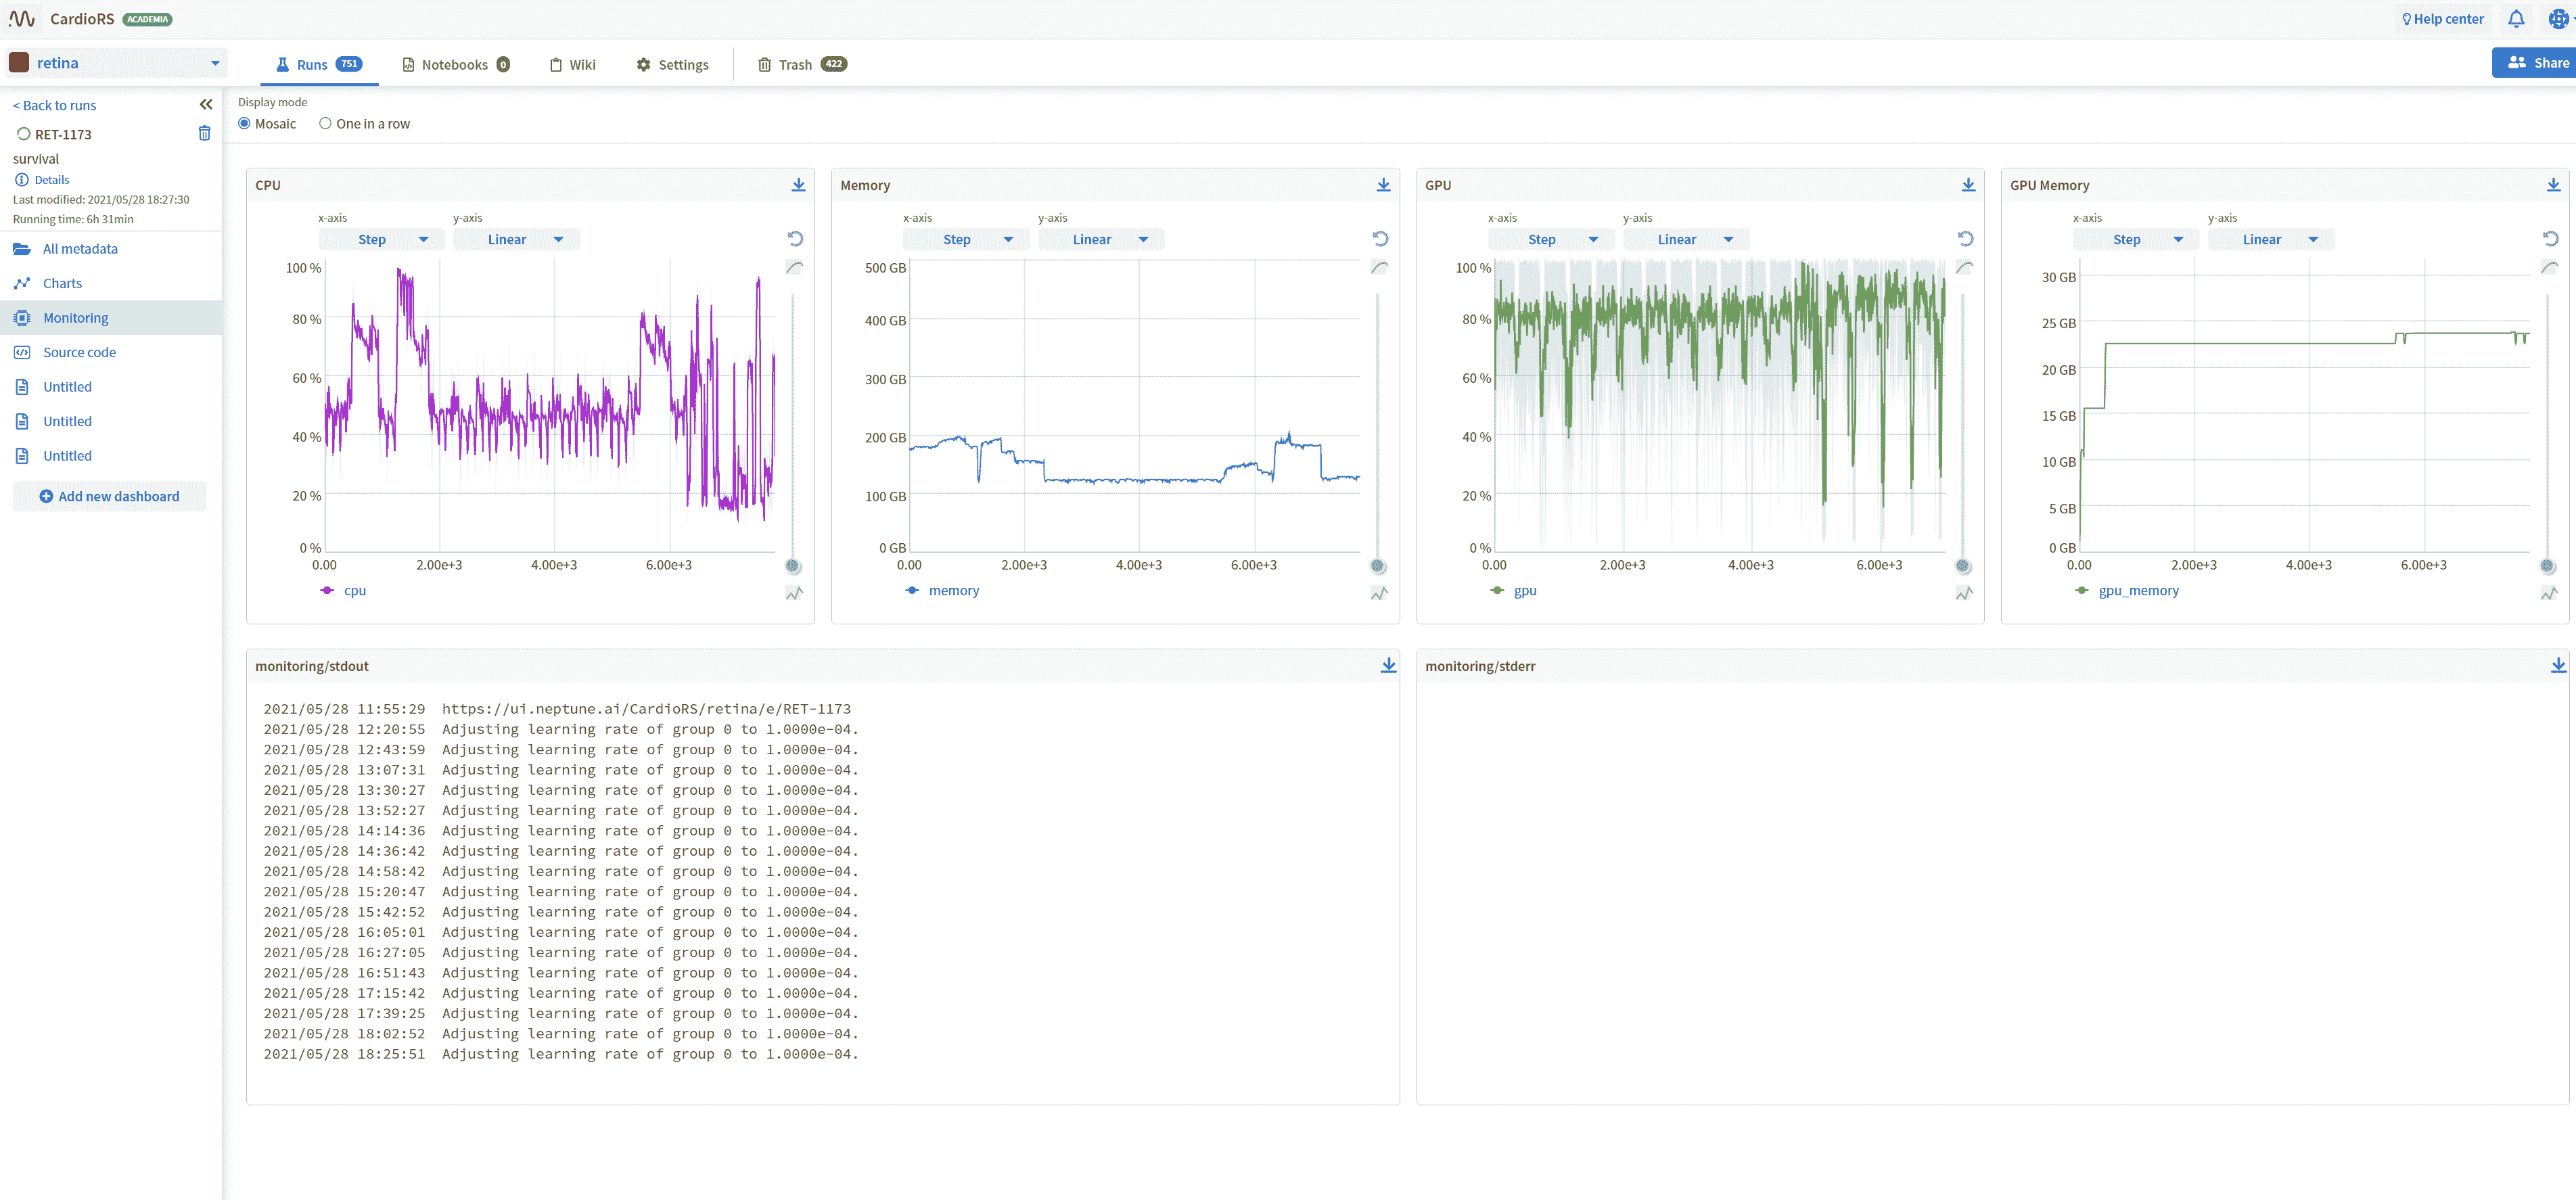 CardioRS ACADEMIA
Help center
retina
Runs 751
Notebooks 0
Wiki
Settings
Trash 422
Share
< Back to runs
RET-1173
survival
Details
Last modified: 2021/05/28 18:27:30
Running time: 6h 31min
All metadata
Charts
Monitoring
Source code
Untitled
Untitled
Untitled
Add new dashboard
Display mode
Mosaic One in a row
CPU
x-axis y-axis
Step Linear
100 %
80 %
60 %
40 %
20 %
0 %
0.00 2.00e+3 4.00e+3 6.00e+3
cpu
Memory
x-axis y-axis
Step Linear
500 GB
400 GB
300 GB
200 GB
100 GB
0 GB
0.00 2.00e+3 4.00e+3 6.00e+3
memory
GPU
x-axis y-axis
Step Linear
100 %
80 %
60 %
40 %
20 %
0 %
0.00 2.00e+3 4.00e+3 6.00e+3
gpu
GPU Memory
x-axis y-axis
Step Linear
30 GB
25 GB
20 GB
15 GB
10 GB
5 GB
0 GB
0.00 2.00e+3 4.00e+3 6.00e+3
gpu_memory
monitoring/stdout
2021/05/28 11:55:29 https://ui.neptune.ai/CardioRS/retina/e/RET-1173
2021/05/28 12:20:55 Adjusting learning rate of group 0 to 1.0000e-04.
2021/05/28 12:43:59 Adjusting learning rate of group 0 to 1.0000e-04.
2021/05/28 13:07:31 Adjusting learning rate of group 0 to 1.0000e-04.
2021/05/28 13:30:27 Adjusting learning rate of group 0 to 1.0000e-04.
2021/05/28 13:52:27 Adjusting learning rate of group 0 to 1.0000e-04.
2021/05/28 14:14:36 Adjusting learning rate of group 0 to 1.0000e-04.
2021/05/28 14:36:42 Adjusting learning rate of group 0 to 1.0000e-04.
2021/05/28 14:58:42 Adjusting learning rate of group 0 to 1.0000e-04.
2021/05/28 15:20:47 Adjusting learning rate of group 0 to 1.0000e-04.
2021/05/28 15:42:52 Adjusting learning rate of group 0 to 1.0000e-04.
2021/05/28 16:05:01 Adjusting learning rate of group 0 to 1.0000e-04.
2021/05/28 16:27:05 Adjusting learning rate of group 0 to 1.0000e-04.
2021/05/28 16:51:43 Adjusting learning rate of group 0 to 1.0000e-04.
2021/05/28 17:15:42 Adjusting learning rate of group 0 to 1.0000e-04.
2021/05/28 17:39:25 Adjusting learning rate of group 0 to 1.0000e-04.
2021/05/28 18:02:52 Adjusting learning rate of group 0 to 1.0000e-04.
2021/05/28 18:25:51 Adjusting learning rate of group 0 to 1.0000e-04.
monitoring/stderr